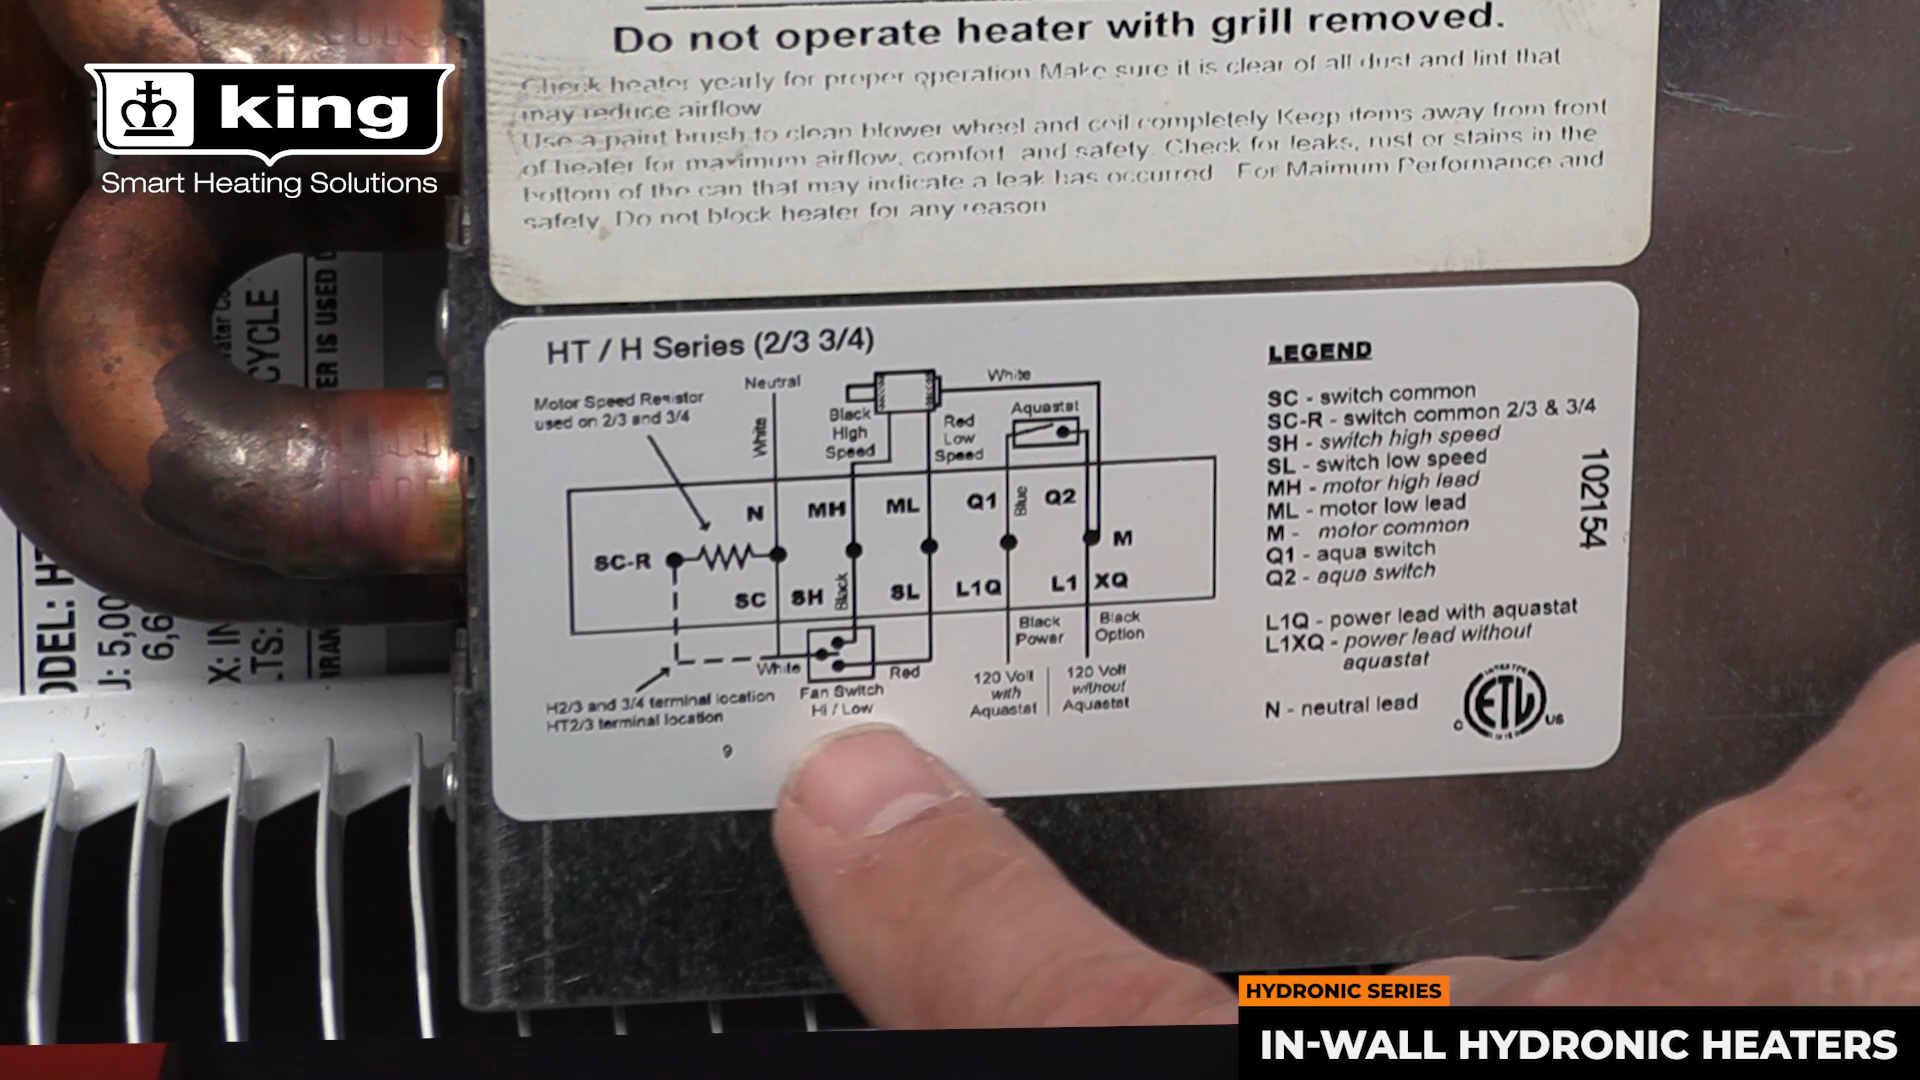 king
Smart Heating Solutions
Do not operate heater with grill removed.
Check heater yearly for proper operation Make sure it is clear of all dust and lint that
may reduce airflow
Use a paint brush to clean blower wheel and coil completely Keep items away from front
of heater for maximum airflow, comfort and safety. Check for leaks, rust or stains in the
bottom of the can that may indicate a leak has occurred For Maimum Performance and
safety, Do not block heater for any reason
HT / H Series (2/3 3/4)
Motor Speed Resistor
used on 2/3 and 3/4
Neutral
White
Black
High
Speed
Red
Low
Speed
White
Aquastat
N
MH
ML
Q1
Blue
Q2
SC-R
M
SC
SH
Black
SL
L1Q
L1
XQ
White
Red
Black
Power
Black
Option
H2/3 and 3/4 terminal location
HT2/3 terminal location
Fan Switch
Hi / Low
120 Volt
with
Aquastat
120 Volt
without
Aquastat
9
LEGEND
SC - switch common
SC-R - switch common 2/3 & 3/4
SH - switch high speed
SL - switch low speed
MH - motor high lead
ML - motor low lead
M - motor common
Q1 - aqua switch
Q2 - aqua switch
L1Q - power lead with aquastat
L1XQ - power lead without
aquastat
N - neutral lead
102154
C ETL US
CYCLE
ER IS USED
HYDRONIC SERIES
IN-WALL HYDRONIC HEATERS